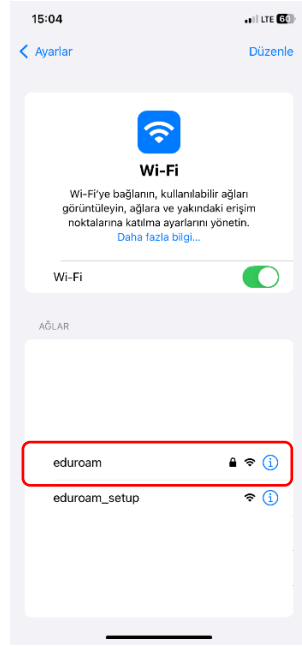 15:04
LTE 64
Ayarlar
Düzenle
Wi-Fi
Wi-Fi'ye bağlanın, kullanılabilir ağları
görüntüleyin, ağlara ve yakındaki erişim
noktalarına katılma ayarlarını yönetin.
Daha fazla bilgi...
Wi-Fi
AĞLAR
eduroam
eduroam_setup